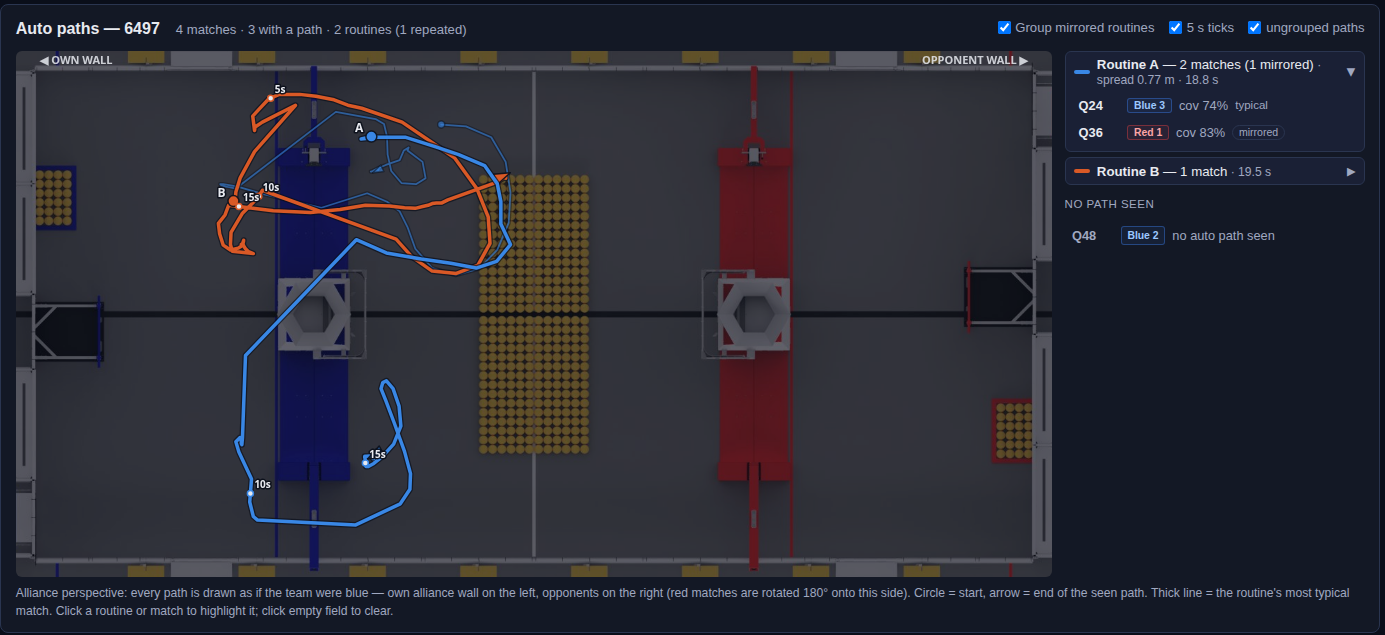 Auto paths — 6497
4 matches · 3 with a path · 2 routines (1 repeated)
Group mirrored routines
5 s ticks
ungrouped paths
◀ OWN WALL
OPPONENT WALL ▶
5s
A
B
10s
15s
15s
10s
Routine A — 2 matches (1 mirrored) ·
spread 0.77 m · 18.8 s
▼
Q24 Blue 3 cov 74% typical
Q36 Red 1 cov 83% mirrored
Routine B — 1 match · 19.5 s
▶
NO PATH SEEN
Q48 Blue 2 no auto path seen
Alliance perspective: every path is drawn as if the team were blue — own alliance wall on the left, opponents on the right (red matches are rotated 180° onto this side). Circle = start, arrow = end of the seen path. Thick line = the routine's most typical
match. Click a routine or match to highlight it; click empty field to clear.